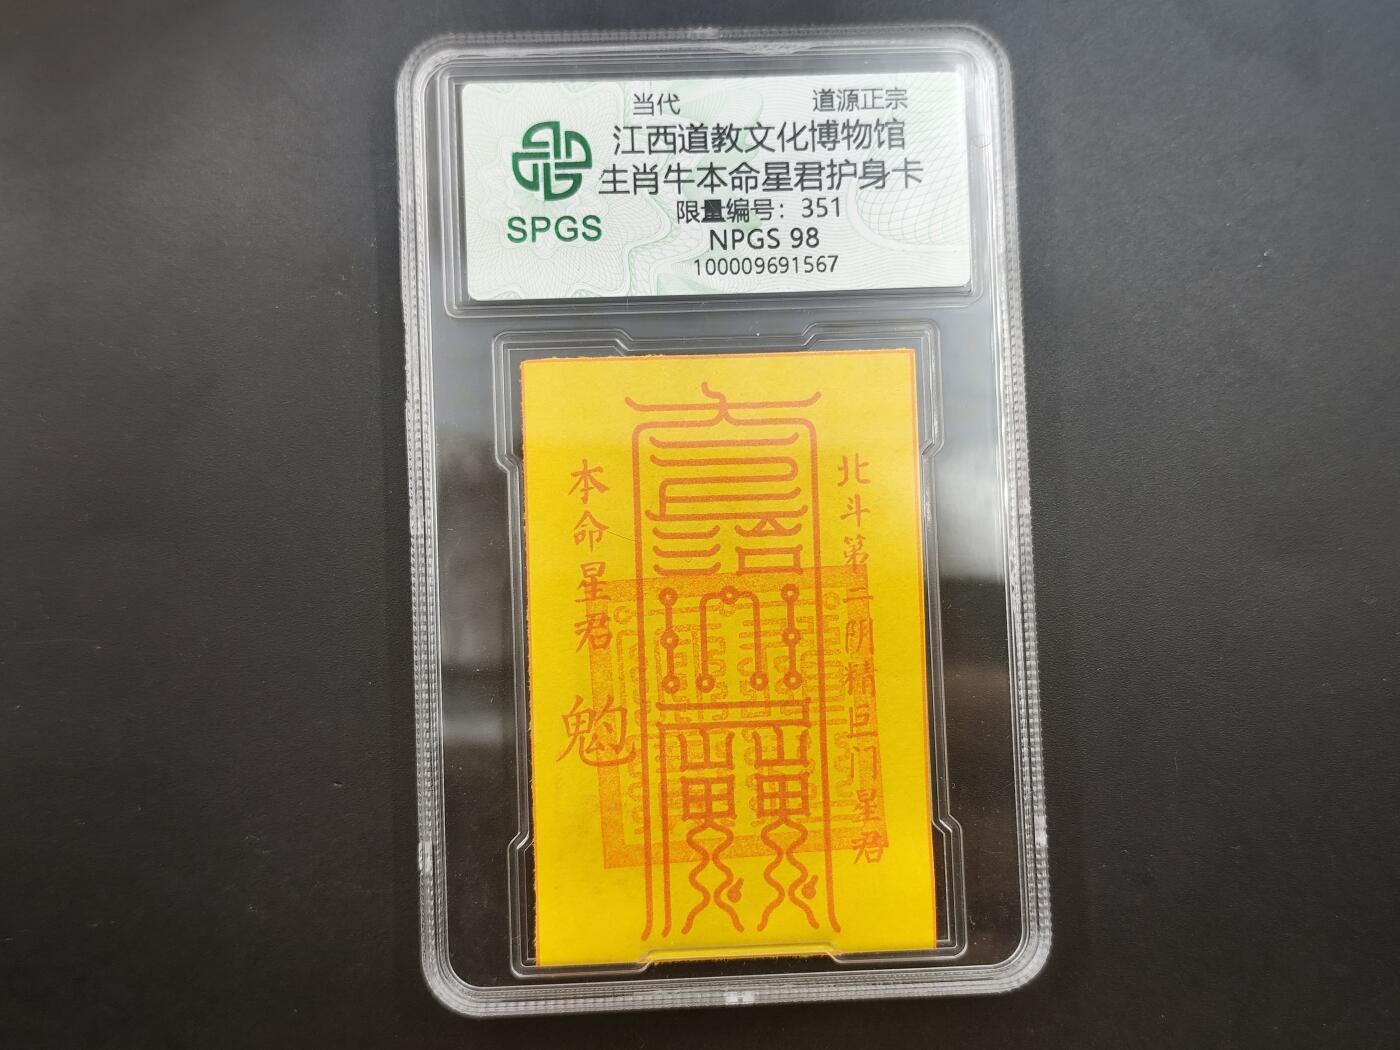 当代 道源正宗
江西道教文化博物馆
生肖牛本命星君护身卡
限量编号：351
NPGS 98
100009691567
SPGS
北斗第二阴精巨门星君
本命星君